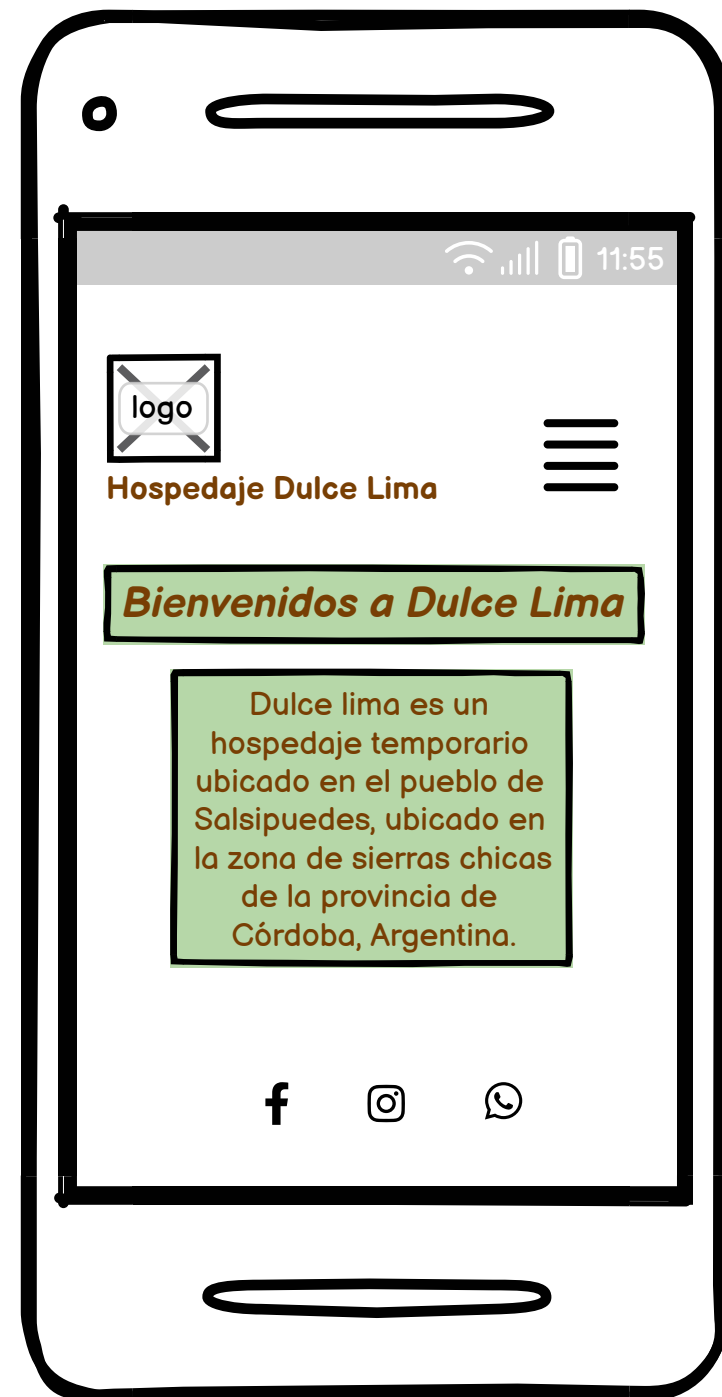 11:55
logo
Hospedaje Dulce Lima
Bienvenidos a Dulce Lima
Dulce lima es un
hospedaje temporario
ubicado en el pueblo de
Salsipuedes, ubicado en
la zona de sierras chicas
de la provincia de
Córdoba, Argentina.